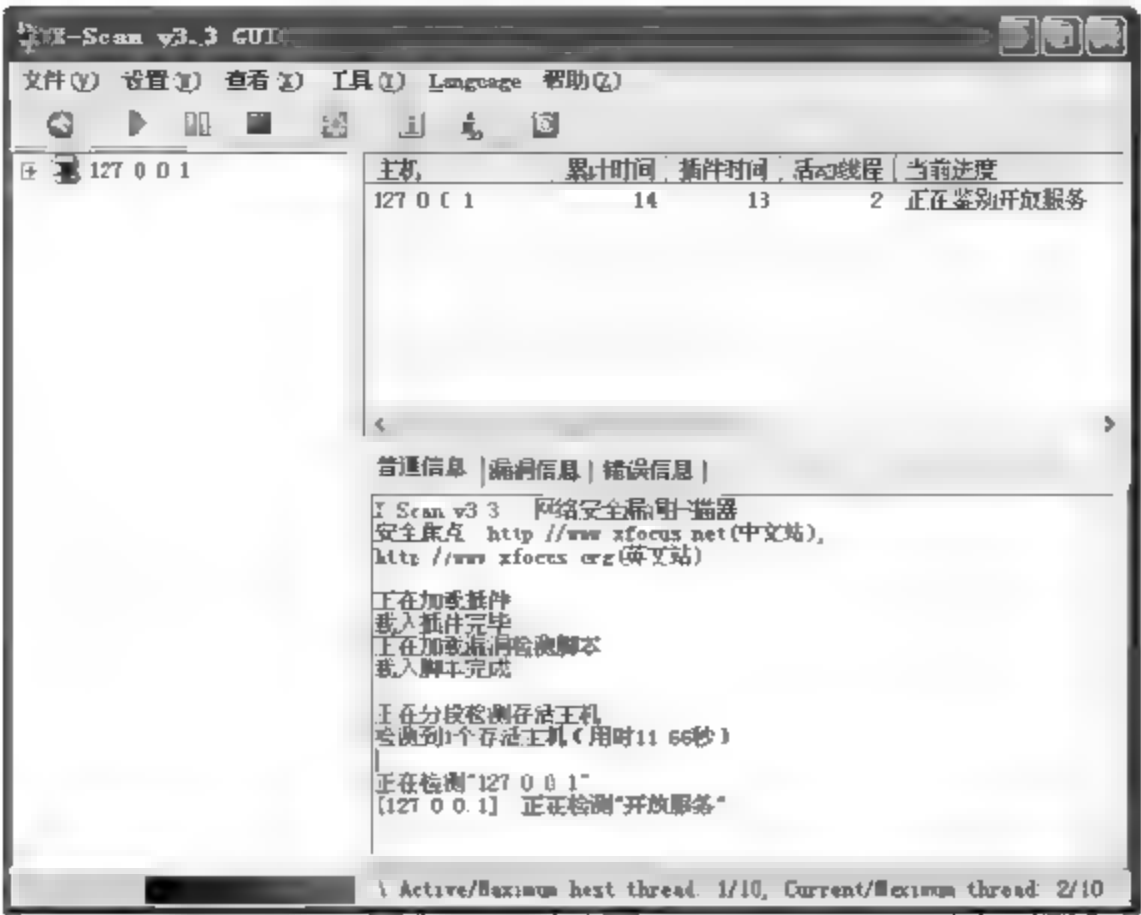 X-Scan v3.3 GUI
文件(V) 设置(W) 查看(X) 工具(Y) Language 帮助(Z)
127 0 0 1
主机 累计时间 插件时间 活动线程 当前进度
127 0 0 1 14 13 2 正在鉴别开放服务
普通信息 漏洞信息 错误信息
X Scan v3 3 网络安全漏洞扫描器
安全焦点 http //www xfocus net(中文站),
http //www xfocus org(英文站)
正在加载插件
载入插件完毕
正在加载漏洞检测脚本
载入脚本完成
正在分段检测存活主机
检测到1个存活主机(用时11 66秒)
正在检测"127 0 0 1"
[127 0 0.1] 正在检测"开放服务"
\ Active/Maximum host thread 1/10, Current/Maximum thread 2/10